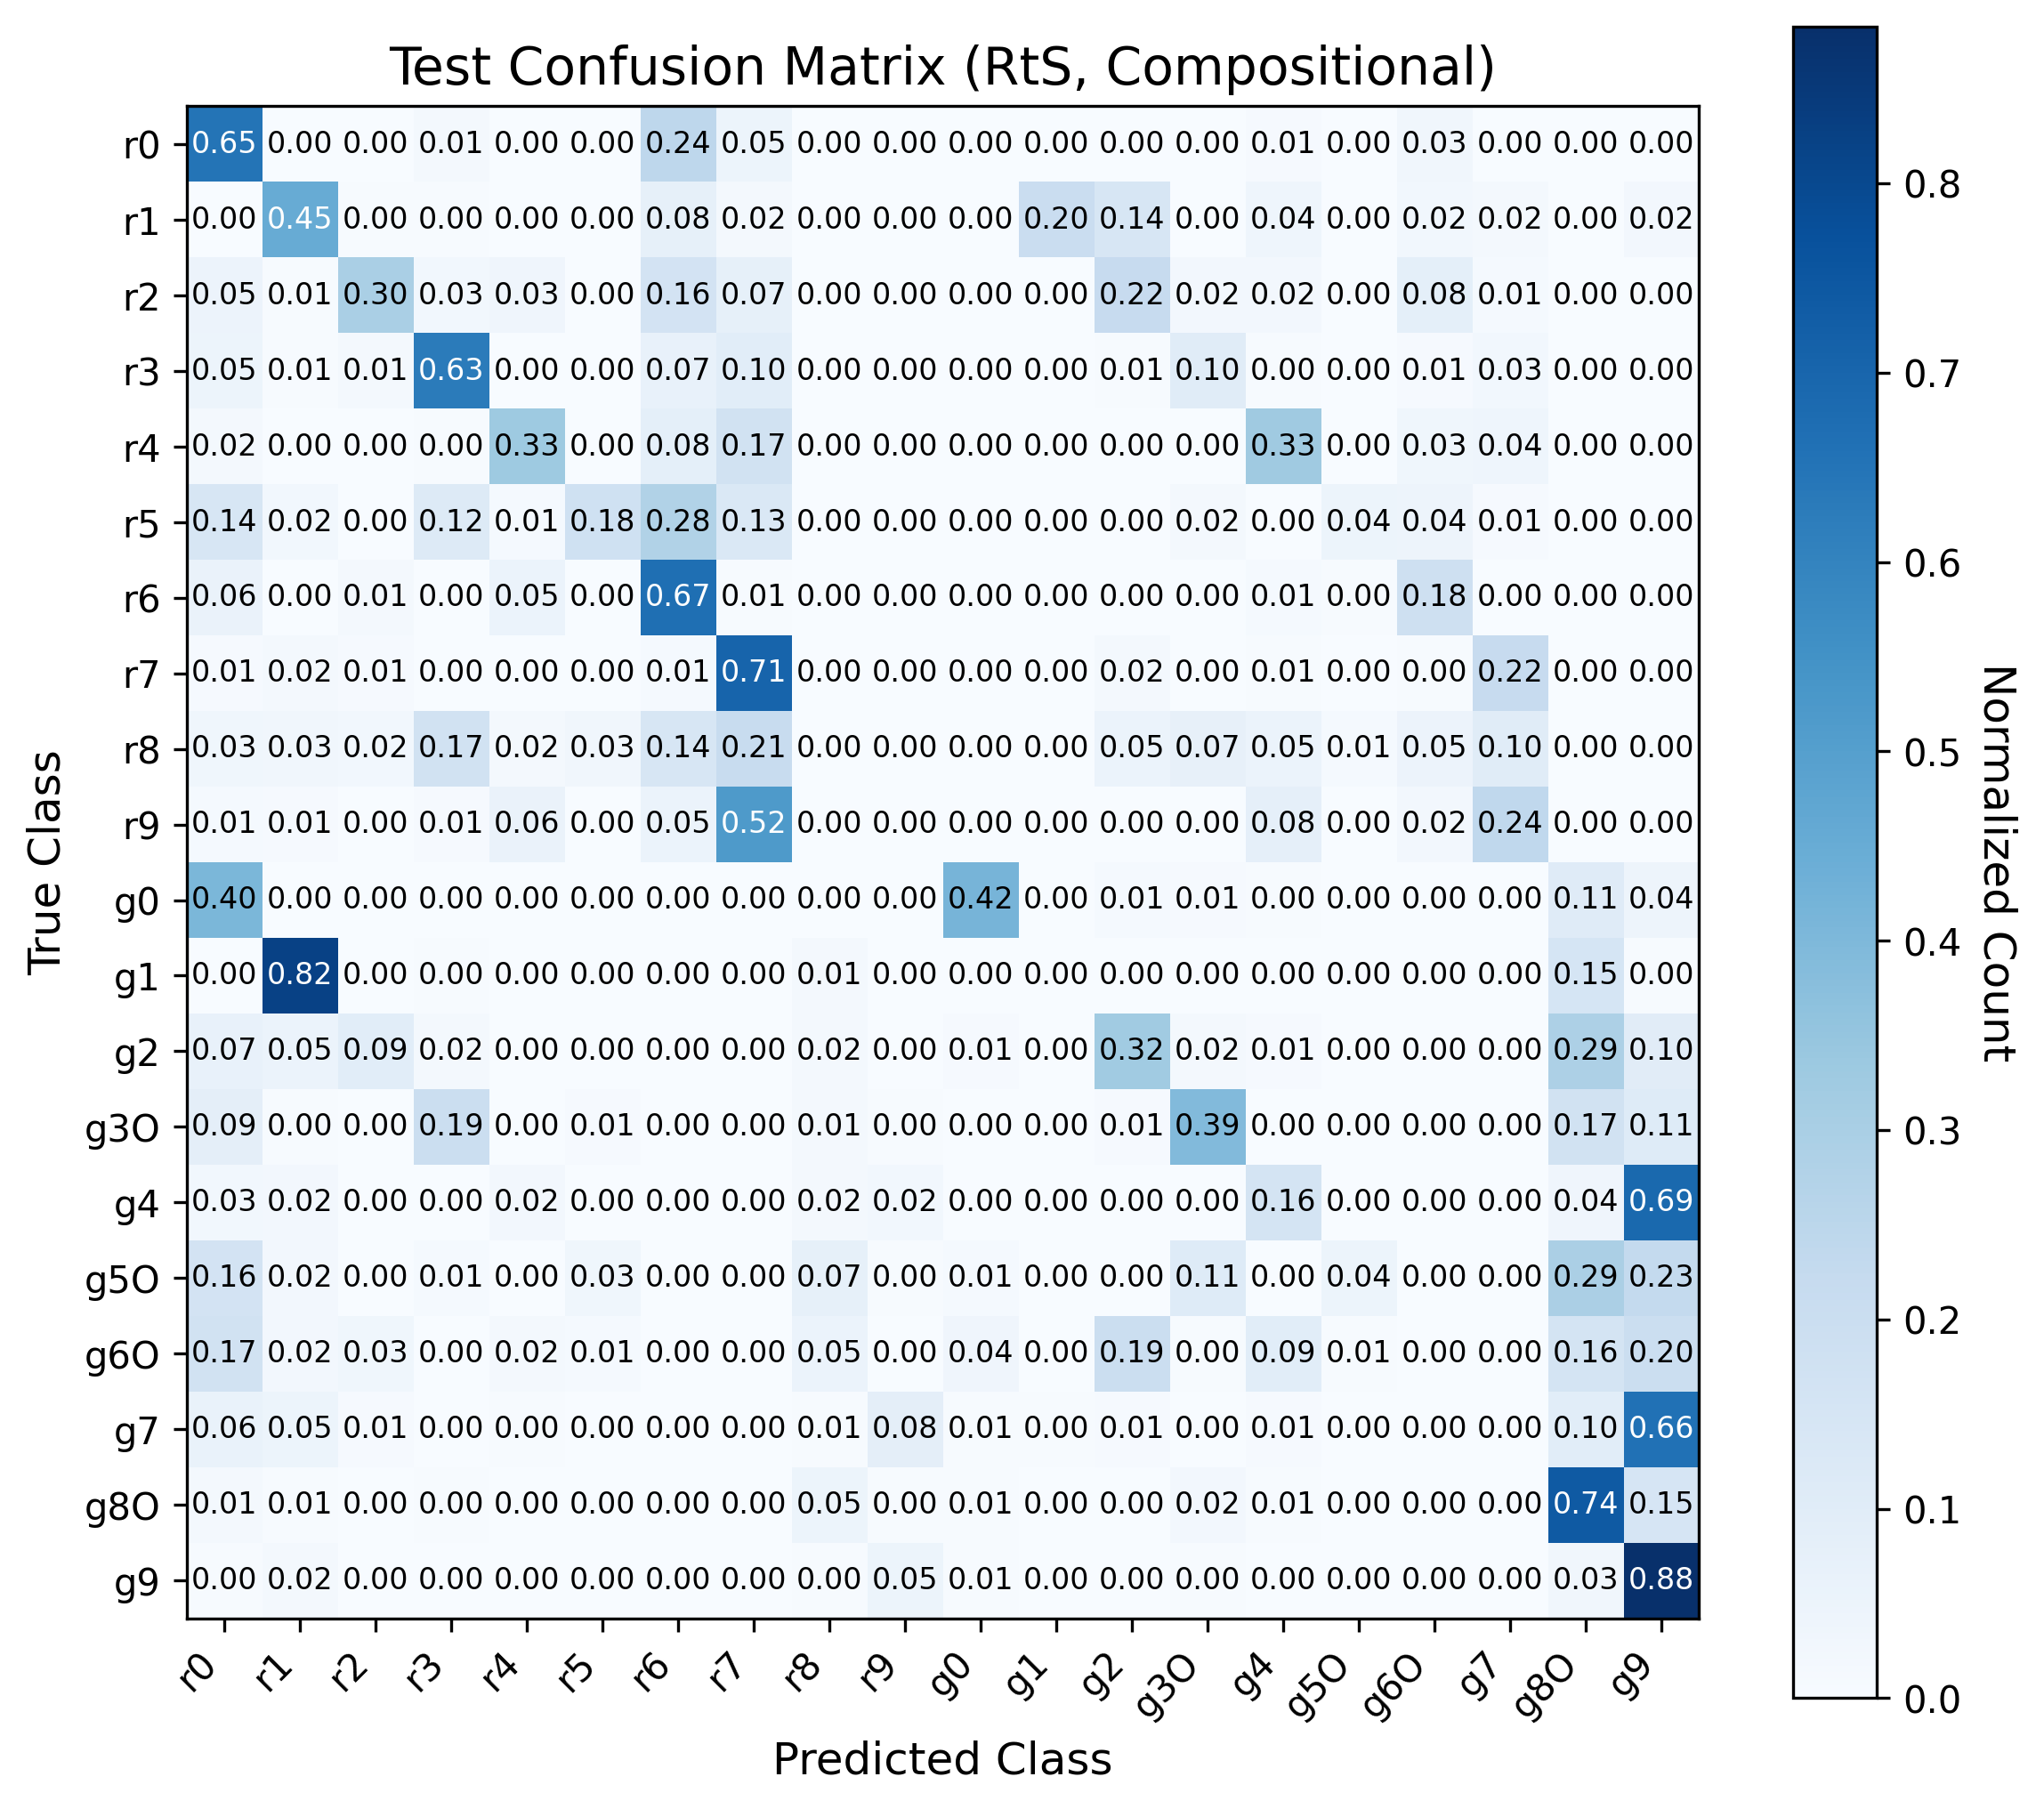 Test Confusion Matrix (RtS, Compositional)
r0 0.65 0.00 0.00 0.01 0.00 0.00 0.24 0.05 0.00 0.00 0.00 0.00 0.00 0.00 0.01 0.00 0.03 0.00 0.00 0.00
r1 0.00 0.45 0.00 0.00 0.00 0.00 0.08 0.02 0.00 0.00 0.00 0.20 0.14 0.00 0.04 0.00 0.02 0.02 0.00 0.02
r2 0.05 0.01 0.30 0.03 0.03 0.00 0.16 0.07 0.00 0.00 0.00 0.00 0.22 0.02 0.02 0.00 0.08 0.01 0.00 0.00
r3 0.05 0.01 0.01 0.63 0.00 0.00 0.07 0.10 0.00 0.00 0.00 0.00 0.01 0.10 0.00 0.00 0.01 0.03 0.00 0.00
r4 0.02 0.00 0.00 0.00 0.33 0.00 0.08 0.17 0.00 0.00 0.00 0.00 0.00 0.00 0.33 0.00 0.03 0.04 0.00 0.00
r5 0.14 0.02 0.00 0.12 0.01 0.18 0.28 0.13 0.00 0.00 0.00 0.00 0.00 0.02 0.00 0.04 0.04 0.01 0.00 0.00
r6 0.06 0.00 0.01 0.00 0.05 0.00 0.67 0.01 0.00 0.00 0.00 0.00 0.00 0.00 0.01 0.00 0.18 0.00 0.00 0.00
r7 0.01 0.02 0.01 0.00 0.00 0.00 0.01 0.71 0.00 0.00 0.00 0.00 0.02 0.00 0.01 0.00 0.00 0.22 0.00 0.00
r8 0.03 0.03 0.02 0.17 0.02 0.03 0.14 0.21 0.00 0.00 0.00 0.00 0.05 0.07 0.05 0.01 0.05 0.10 0.00 0.00
r9 0.01 0.01 0.00 0.01 0.06 0.00 0.05 0.52 0.00 0.00 0.00 0.00 0.00 0.00 0.08 0.00 0.02 0.24 0.00 0.00
g0 0.40 0.00 0.00 0.00 0.00 0.00 0.00 0.00 0.00 0.00 0.42 0.00 0.01 0.01 0.00 0.00 0.00 0.00 0.11 0.04
g1 0.00 0.82 0.00 0.00 0.00 0.00 0.00 0.00 0.01 0.00 0.00 0.00 0.00 0.00 0.00 0.00 0.00 0.00 0.15 0.00
g2 0.07 0.05 0.09 0.02 0.00 0.00 0.00 0.00 0.02 0.00 0.01 0.00 0.32 0.02 0.01 0.00 0.00 0.00 0.29 0.10
g3O 0.09 0.00 0.00 0.19 0.00 0.01 0.00 0.00 0.01 0.00 0.00 0.00 0.01 0.39 0.00 0.00 0.00 0.00 0.17 0.11
g4 0.03 0.02 0.00 0.00 0.02 0.00 0.00 0.00 0.02 0.02 0.00 0.00 0.00 0.00 0.16 0.00 0.00 0.00 0.04 0.69
g5O 0.16 0.02 0.00 0.01 0.00 0.03 0.00 0.00 0.07 0.00 0.01 0.00 0.00 0.11 0.00 0.04 0.00 0.00 0.29 0.23
g6O 0.17 0.02 0.03 0.00 0.02 0.01 0.00 0.00 0.05 0.00 0.04 0.00 0.19 0.00 0.09 0.01 0.00 0.00 0.16 0.20
g7 0.06 0.05 0.01 0.00 0.00 0.00 0.00 0.00 0.01 0.08 0.01 0.00 0.01 0.00 0.01 0.00 0.00 0.00 0.10 0.66
g8O 0.01 0.01 0.00 0.00 0.00 0.00 0.00 0.00 0.05 0.00 0.01 0.00 0.00 0.02 0.01 0.00 0.00 0.00 0.74 0.15
g9 0.00 0.02 0.00 0.00 0.00 0.00 0.00 0.00 0.00 0.05 0.01 0.00 0.00 0.00 0.00 0.00 0.00 0.00 0.03 0.88
r0 r1 r2 r3 r4 r5 r6 r7 r8 r9 g0 g1 g2 g3O g4 g5O g6O g7 g8O g9
Predicted Class
True Class
0.8
0.7
0.6
0.5
0.4
0.3
0.2
0.1
0.0
Normalized Count